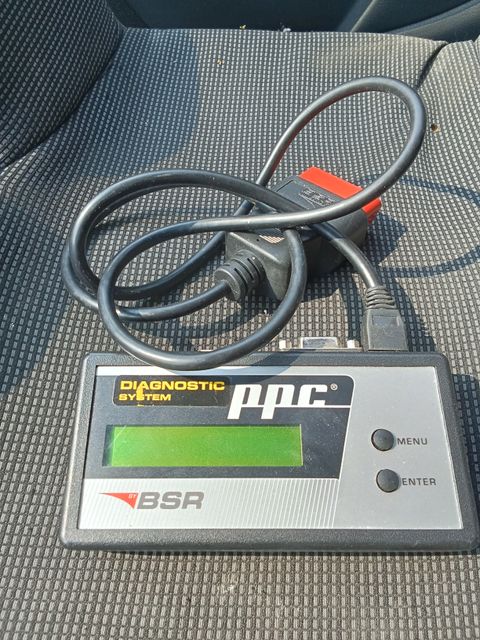 DIAGNOSTIC
SYSTEM
ppc®
MENU
ENTER
BY
BSR